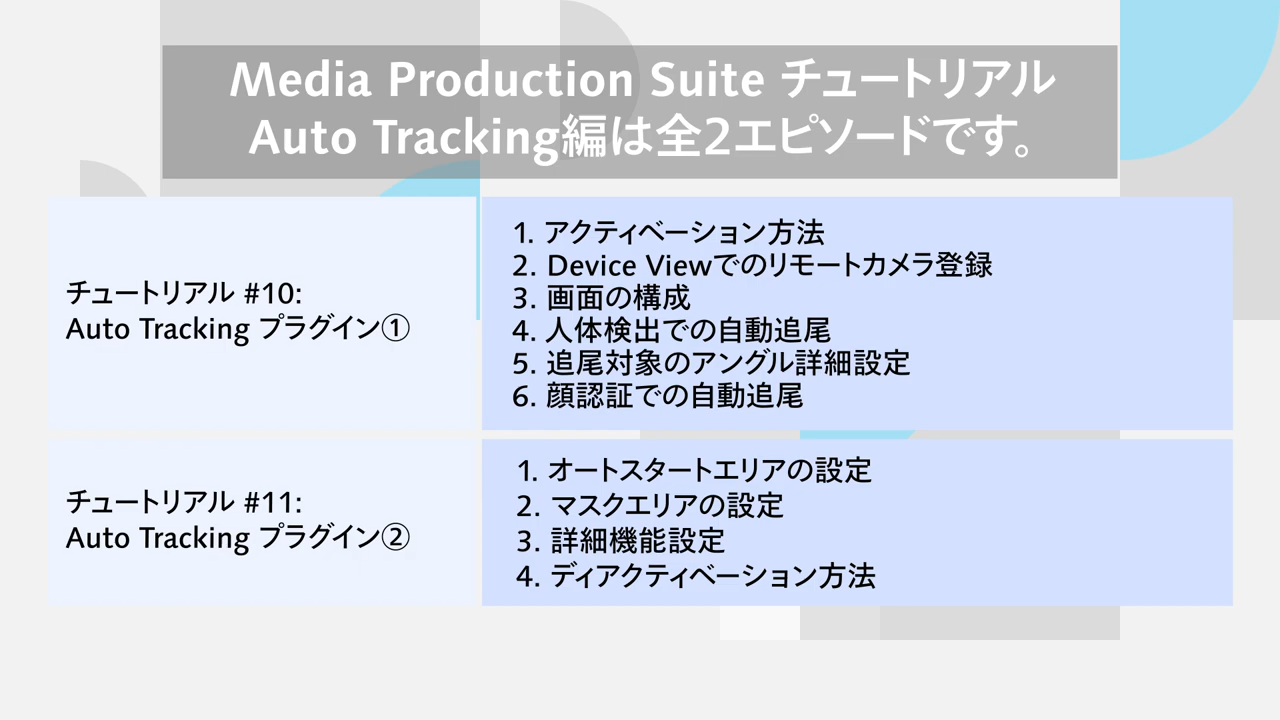 Media Production Suite チュートリアル
Auto Tracking編は全2エピソードです。
チュートリアル #10:
Auto Tracking プラグイン①
1. アクティベーション方法
2. Device Viewでのリモートカメラ登録
3. 画面の構成
4. 人体検出での自動追尾
5. 追尾対象のアングル詳細設定
6. 顔認証での自動追尾
チュートリアル #11:
Auto Tracking プラグイン②
1. オートスタートエリアの設定
2. マスクエリアの設定
3. 詳細機能設定
4. ディアクティベーション方法